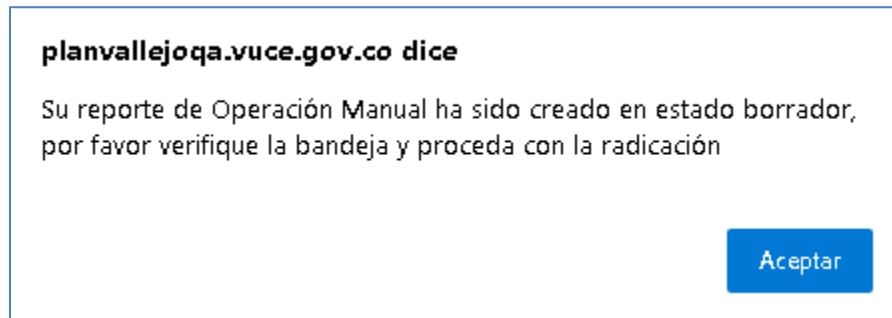 planvallejoqa.vuce.gov.co dice
Su reporte de Operación Manual ha sido creado en estado borrador,
por favor verifique la bandeja y proceda con la radicación
Aceptar